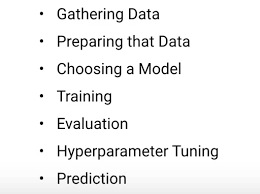 • Gathering Data
• Preparing that Data
• Choosing a Model
• Training
• Evaluation
• Hyperparameter Tuning
• Prediction